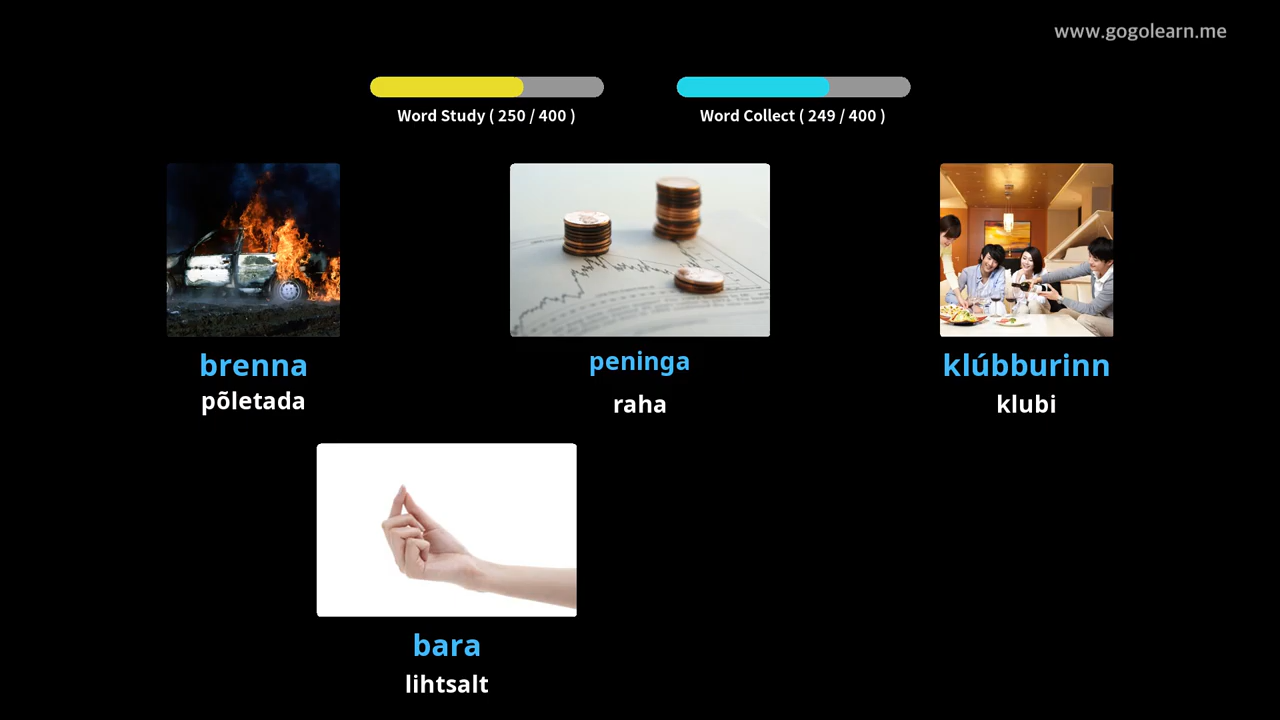 www.gogolearn.me
Word Study ( 250 / 400 )
Word Collect ( 249 / 400 )
brenna
põletada
peninga
raha
klúbburinn
klubi
bara
lihtsalt